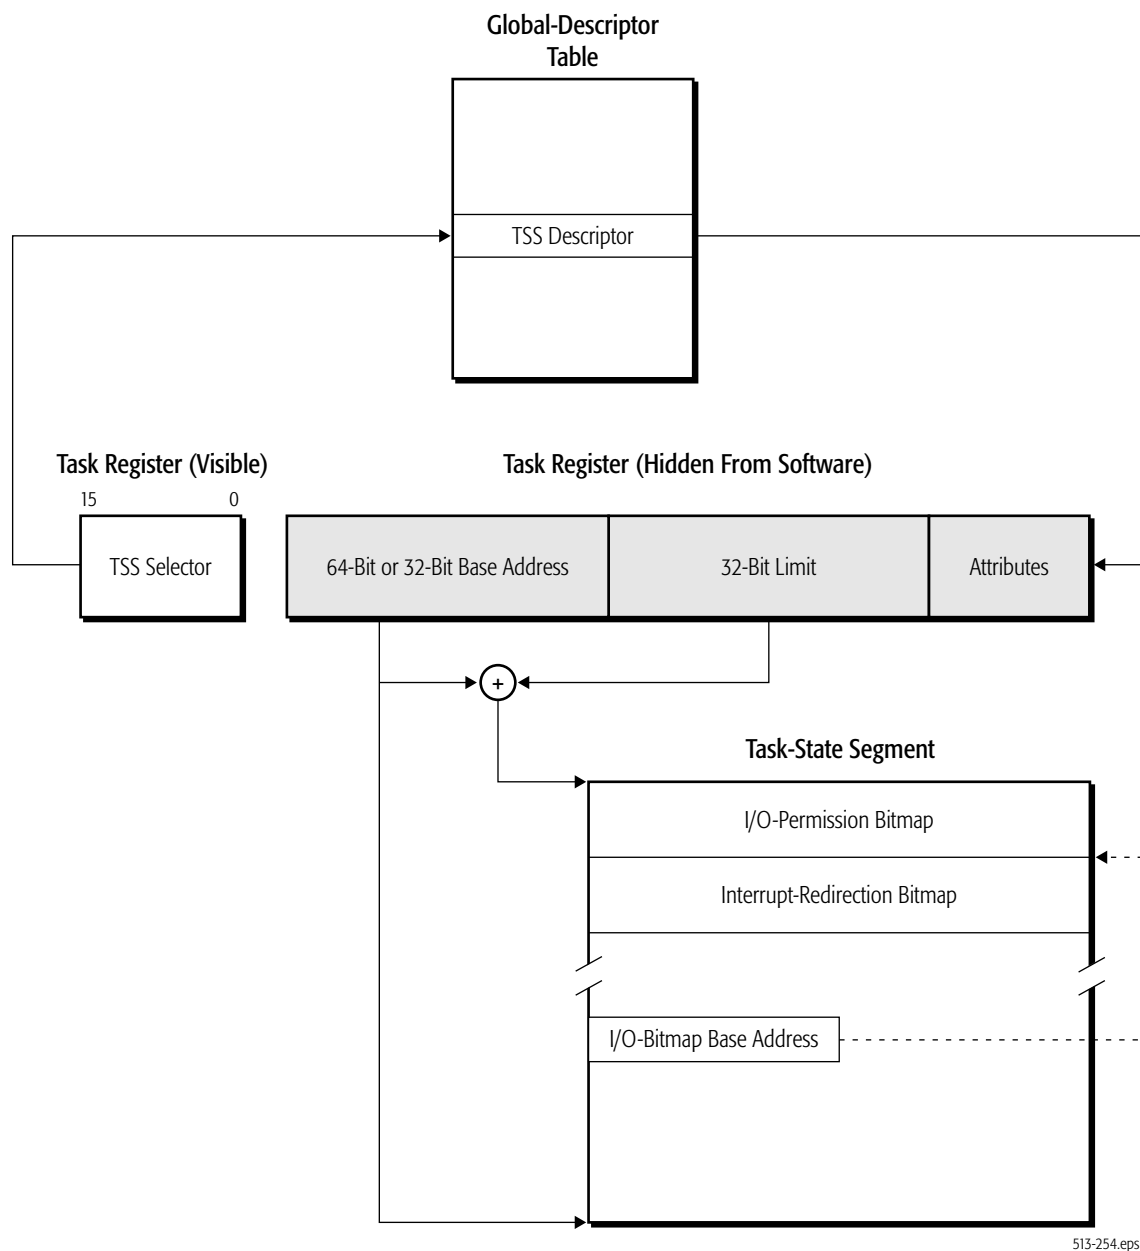 Global-Descriptor
Table
TSS Descriptor
Task Register (Visible)
Task Register (Hidden From Software)
15
0
TSS Selector
64-Bit or 32-Bit Base Address
32-Bit Limit
Attributes
+
Task-State Segment
I/O-Permission Bitmap
Interrupt-Redirection Bitmap
I/O-Bitmap Base Address
513-254.eps